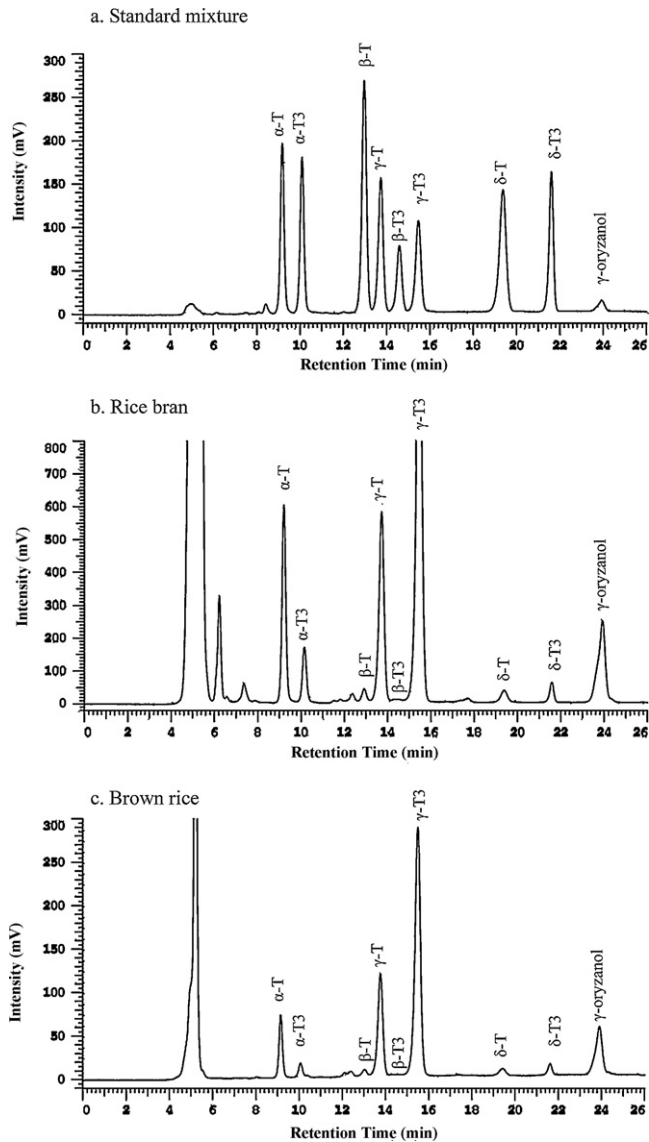 a. Standard mixture
300
250
200
150
100
50
0
Intensity (mV)
α-T
α-T3
β-T
γ-T
β-T3
γ-T3
δ-T
δ-T3
γ-oryzanol
0 2 4 6 8 10 12 14 16 18 20 22 24 26
Retention Time (min)
b. Rice bran
800
700
600
500
400
300
200
100
0
Intensity (mV)
α-T
α-T3
β-T
γ-T
β-T3
γ-T3
δ-T
δ-T3
γ-oryzanol
0 2 4 6 8 10 12 14 16 18 20 22 24 26
Retention Time (min)
c. Brown rice
300
250
200
150
100
50
0
Intensity (mV)
α-T
α-T3
β-T
γ-T
β-T3
γ-T3
δ-T
δ-T3
γ-oryzanol
0 2 4 6 8 10 12 14 16 18 20 22 24 26
Retention Time (min)